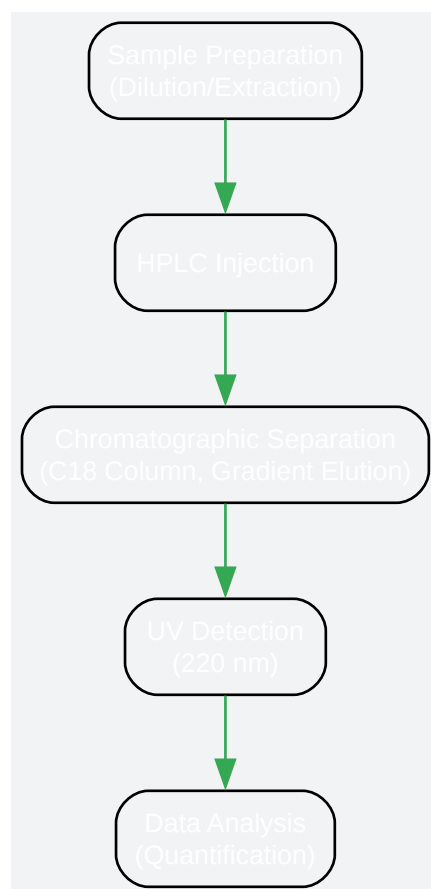 Sample Preparation
(Dilution/Extraction)
HPLC Injection
Chromatographic Separation
(C18 Column, Gradient Elution)
UV Detection
(220 nm)
Data Analysis
(Quantification)